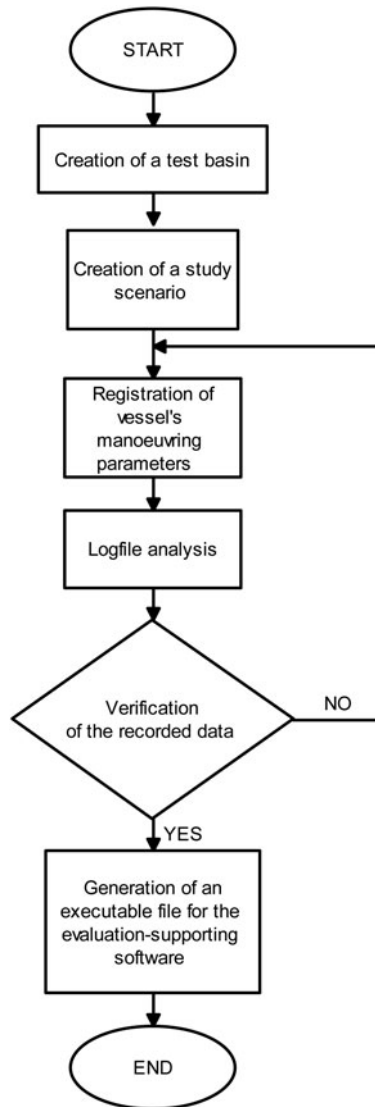 START
Creation of a test basin
Creation of a study
scenario
Registration of
vessel's
manoeuvring
parameters
Logfile analysis
Verification
of the recorded data
NO
YES
Generation of an
executable file for the
evaluation-supporting
software
END